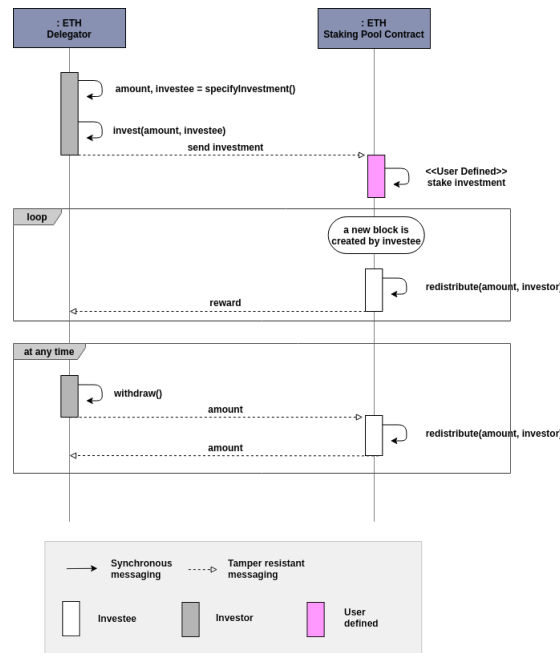 : ETH
Delegator
: ETH
Staking Pool Contract
amount, investee = specifyInvestment()
invest(amount, investee)
send investment
<<User Defined>>
stake investment
loop
a new block is
created by investee
redistribute(amount, investor)
reward
at any time
withdraw()
amount
redistribute(amount, investor)
amount
Synchronous
messaging
Tamper resistant
messaging
Investee
Investor
User
defined